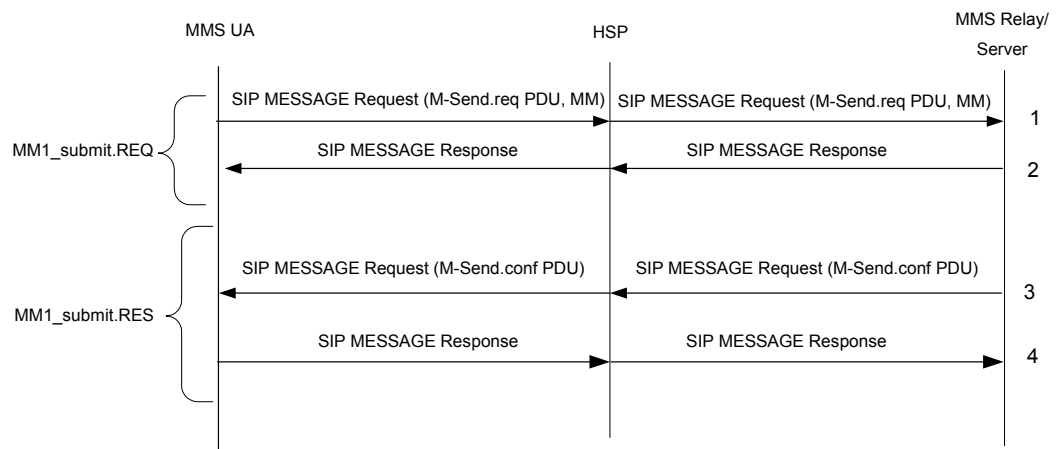 MMS UA
HSP
MMS Relay/
Server
SIP MESSAGE Request (M-Send.req PDU, MM)
SIP MESSAGE Request (M-Send.req PDU, MM)
1
MM1_submit.REQ
SIP MESSAGE Response
SIP MESSAGE Response
2
SIP MESSAGE Request (M-Send.conf PDU)
SIP MESSAGE Request (M-Send.conf PDU)
3
MM1_submit.RES
SIP MESSAGE Response
SIP MESSAGE Response
4